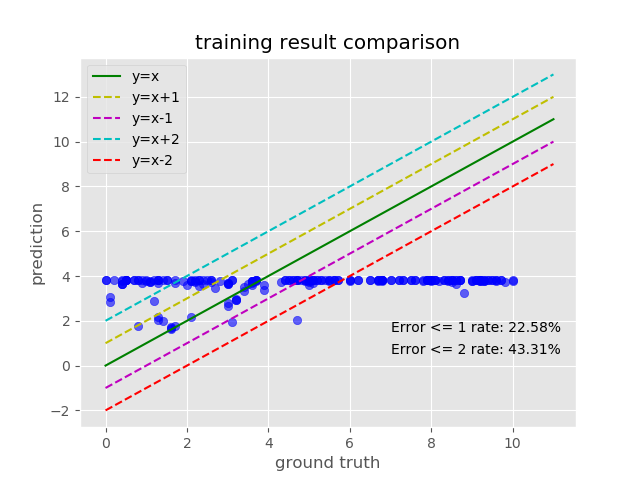 training result comparison
y=x
y=x+1
y=x-1
y=x+2
y=x-2
12
10
8
6
4
2
0
−2
prediction
Error <= 1 rate: 22.58%
Error <= 2 rate: 43.31%
0 2 4 6 8 10
ground truth